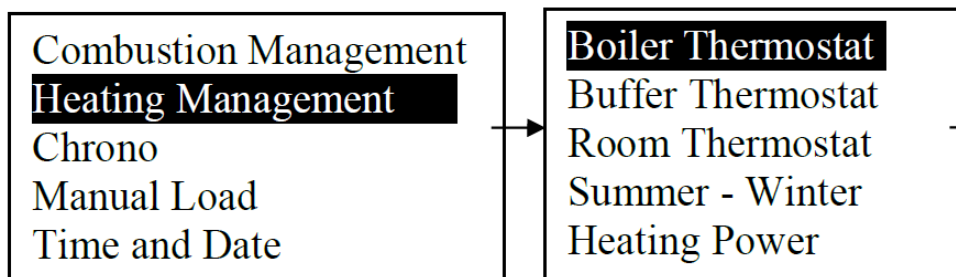 Combustion Management
Heating Management
Chrono
Manual Load
Time and Date
Boiler Thermostat
Buffer Thermostat
Room Thermostat
Summer - Winter
Heating Power